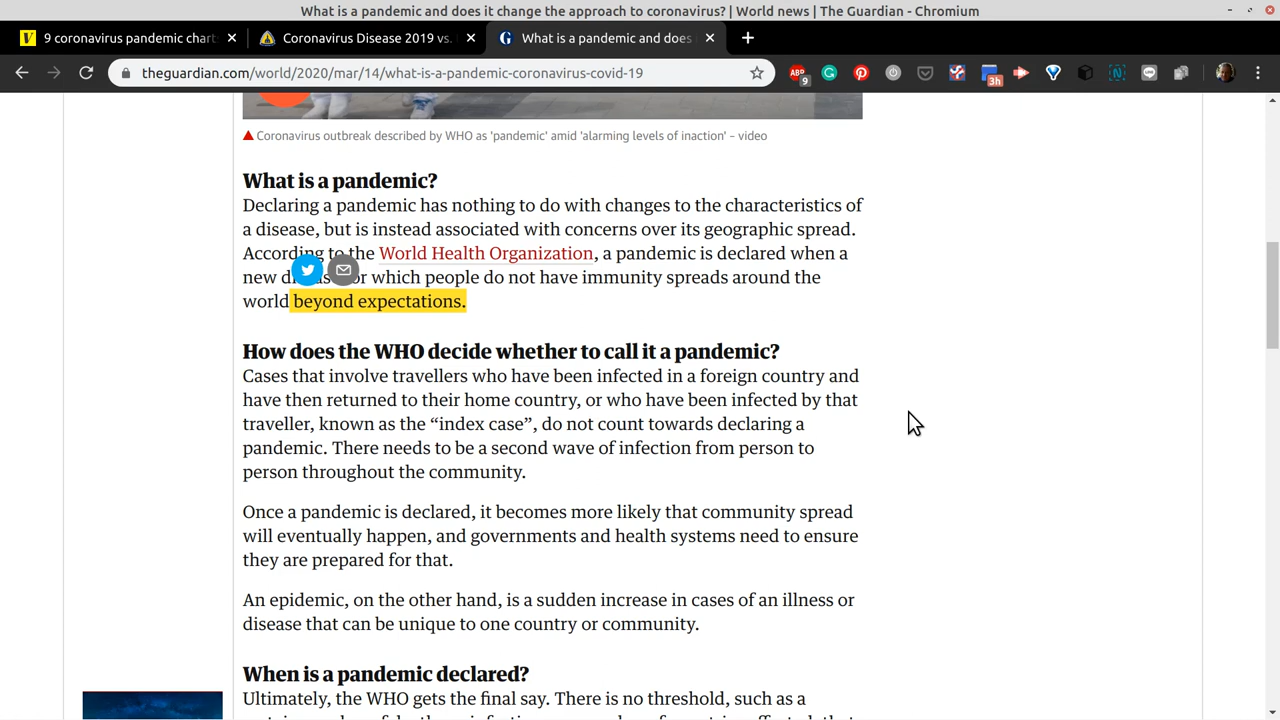 What is a pandemic and does it change the approach to coronavirus? | World news | The Guardian - Chromium
V 9 coronavirus pandemic chart
Coronavirus Disease 2019 vs.
G What is a pandemic and does
theguardian.com/world/2020/mar/14/what-is-a-pandemic-coronavirus-covid-19
ABP 9
3h
Coronavirus outbreak described by WHO as 'pandemic' amid 'alarming levels of inaction' – video
What is a pandemic?
Declaring a pandemic has nothing to do with changes to the characteristics of
a disease, but is instead associated with concerns over its geographic spread.
According to the World Health Organization, a pandemic is declared when a
new for which people do not have immunity spreads around the
world beyond expectations.
How does the WHO decide whether to call it a pandemic?
Cases that involve travellers who have been infected in a foreign country and
have then returned to their home country, or who have been infected by that
traveller, known as the “index case”, do not count towards declaring a
pandemic. There needs to be a second wave of infection from person to
person throughout the community.
Once a pandemic is declared, it becomes more likely that community spread
will eventually happen, and governments and health systems need to ensure
they are prepared for that.
An epidemic, on the other hand, is a sudden increase in cases of an illness or
disease that can be unique to one country or community.
When is a pandemic declared?
Ultimately, the WHO gets the final say. There is no threshold, such as a